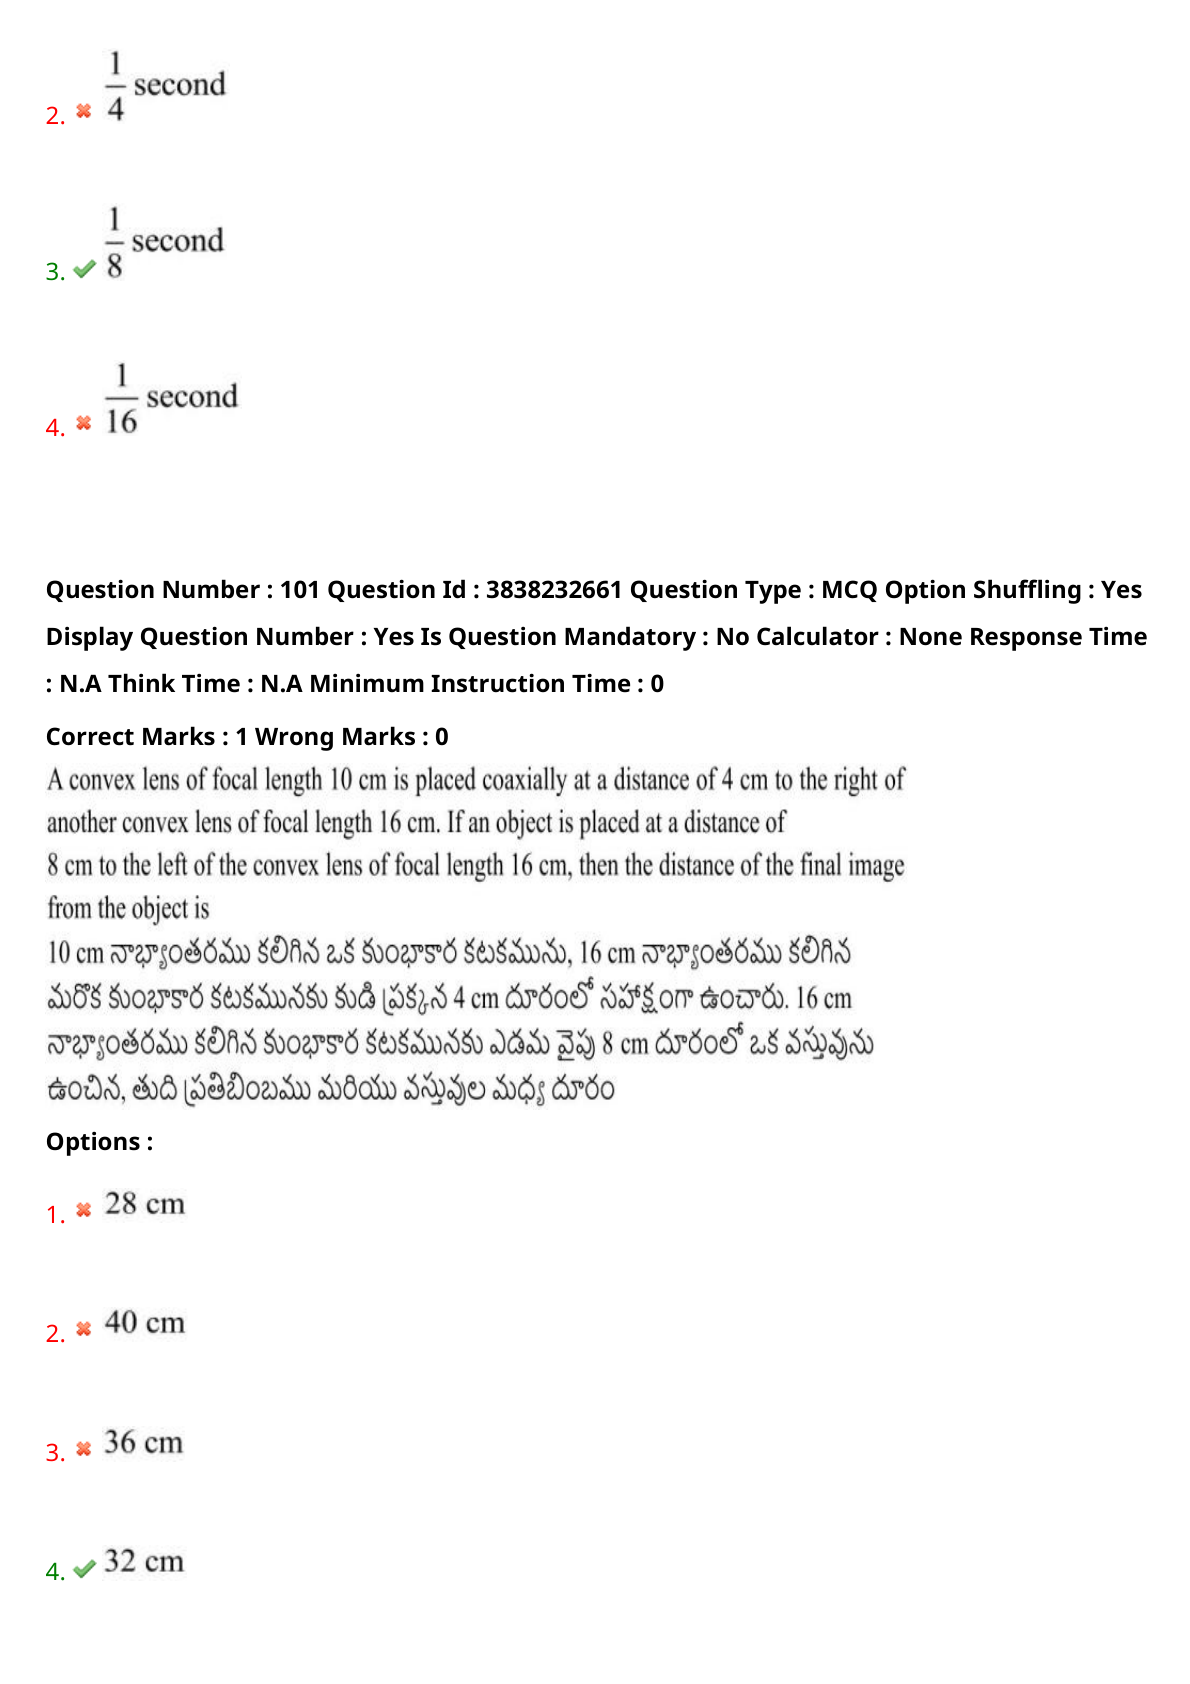 2. 1/4 second
3. 1/8 second
4. 1/16 second
Question Number : 101 Question Id : 3838232661 Question Type : MCQ Option Shuffling : Yes
Display Question Number : Yes Is Question Mandatory : No Calculator : None Response Time
: N.A Think Time : N.A Minimum Instruction Time : 0
Correct Marks : 1 Wrong Marks : 0
A convex lens of focal length 10 cm is placed coaxially at a distance of 4 cm to the right of
another convex lens of focal length 16 cm. If an object is placed at a distance of
8 cm to the left of the convex lens of focal length 16 cm, then the distance of the final image
from the object is
10 cm నాభ్యాంతరము కలిగిన ఒక కుంభాకార కటకమును, 16 cm నాభ్యాంతరము కలిగిన
మరొక కుంభాకార కటకమునకు కుడి ప్రక్కన 4 cm దూరంలో సహాక్షంగా ఉంచారు. 16 cm
నాభ్యాంతరము కలిగిన కుంభాకార కటకమునకు ఎడమ వైపు 8 cm దూరంలో ఒక వస్తువును
ఉంచిన, తుది ప్రతిబింబము మరియు వస్తువుల మధ్య దూరం
Options :
1. 28 cm
2. 40 cm
3. 36 cm
4. 32 cm